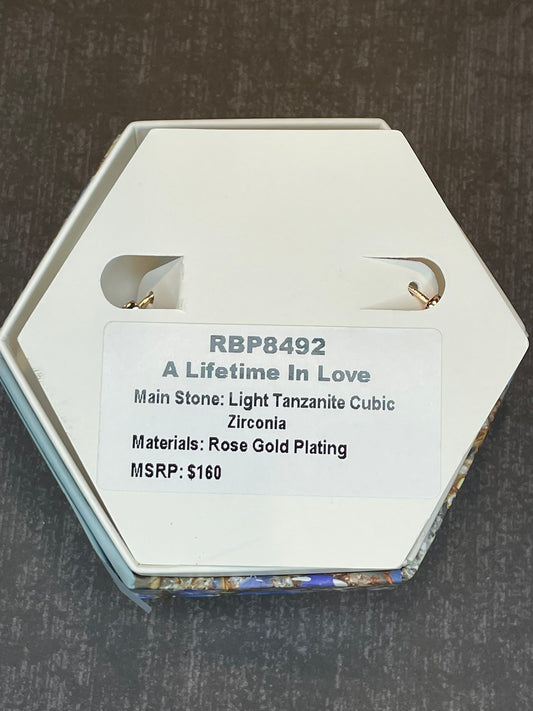 RBP8492
A Lifetime In Love
Main Stone: Light Tanzanite Cubic
Zirconia
Materials: Rose Gold Plating
MSRP: $160